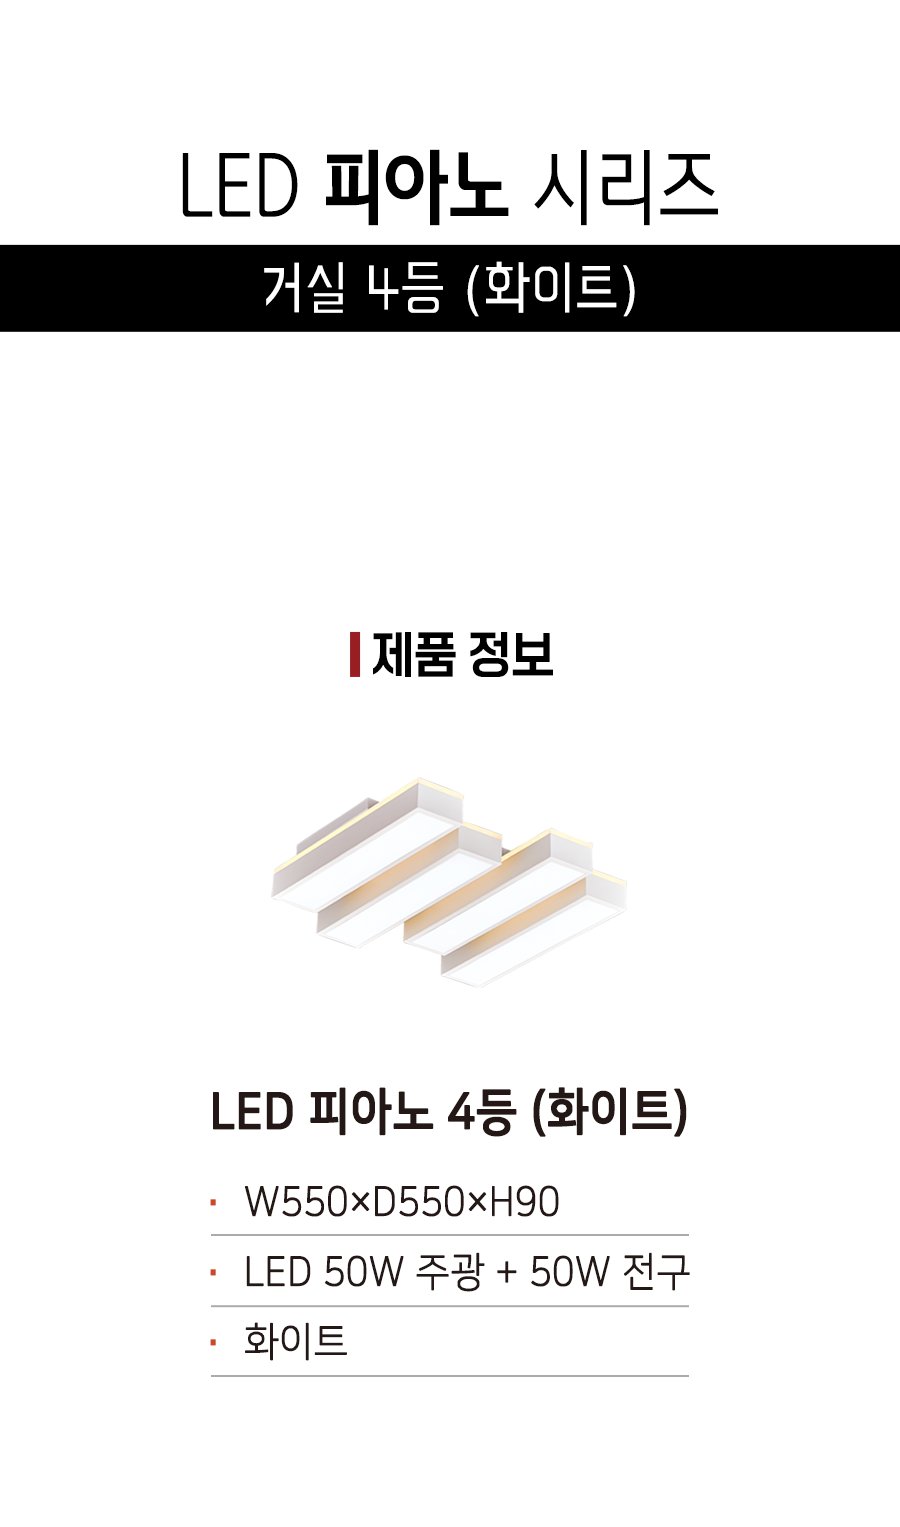 LED 피아노 시리즈
거실 4등 (화이트)
제품 정보
LED 피아노 4등 (화이트)
· W550×D550×H90
· LED 50W 주광 + 50W 전구
· 화이트